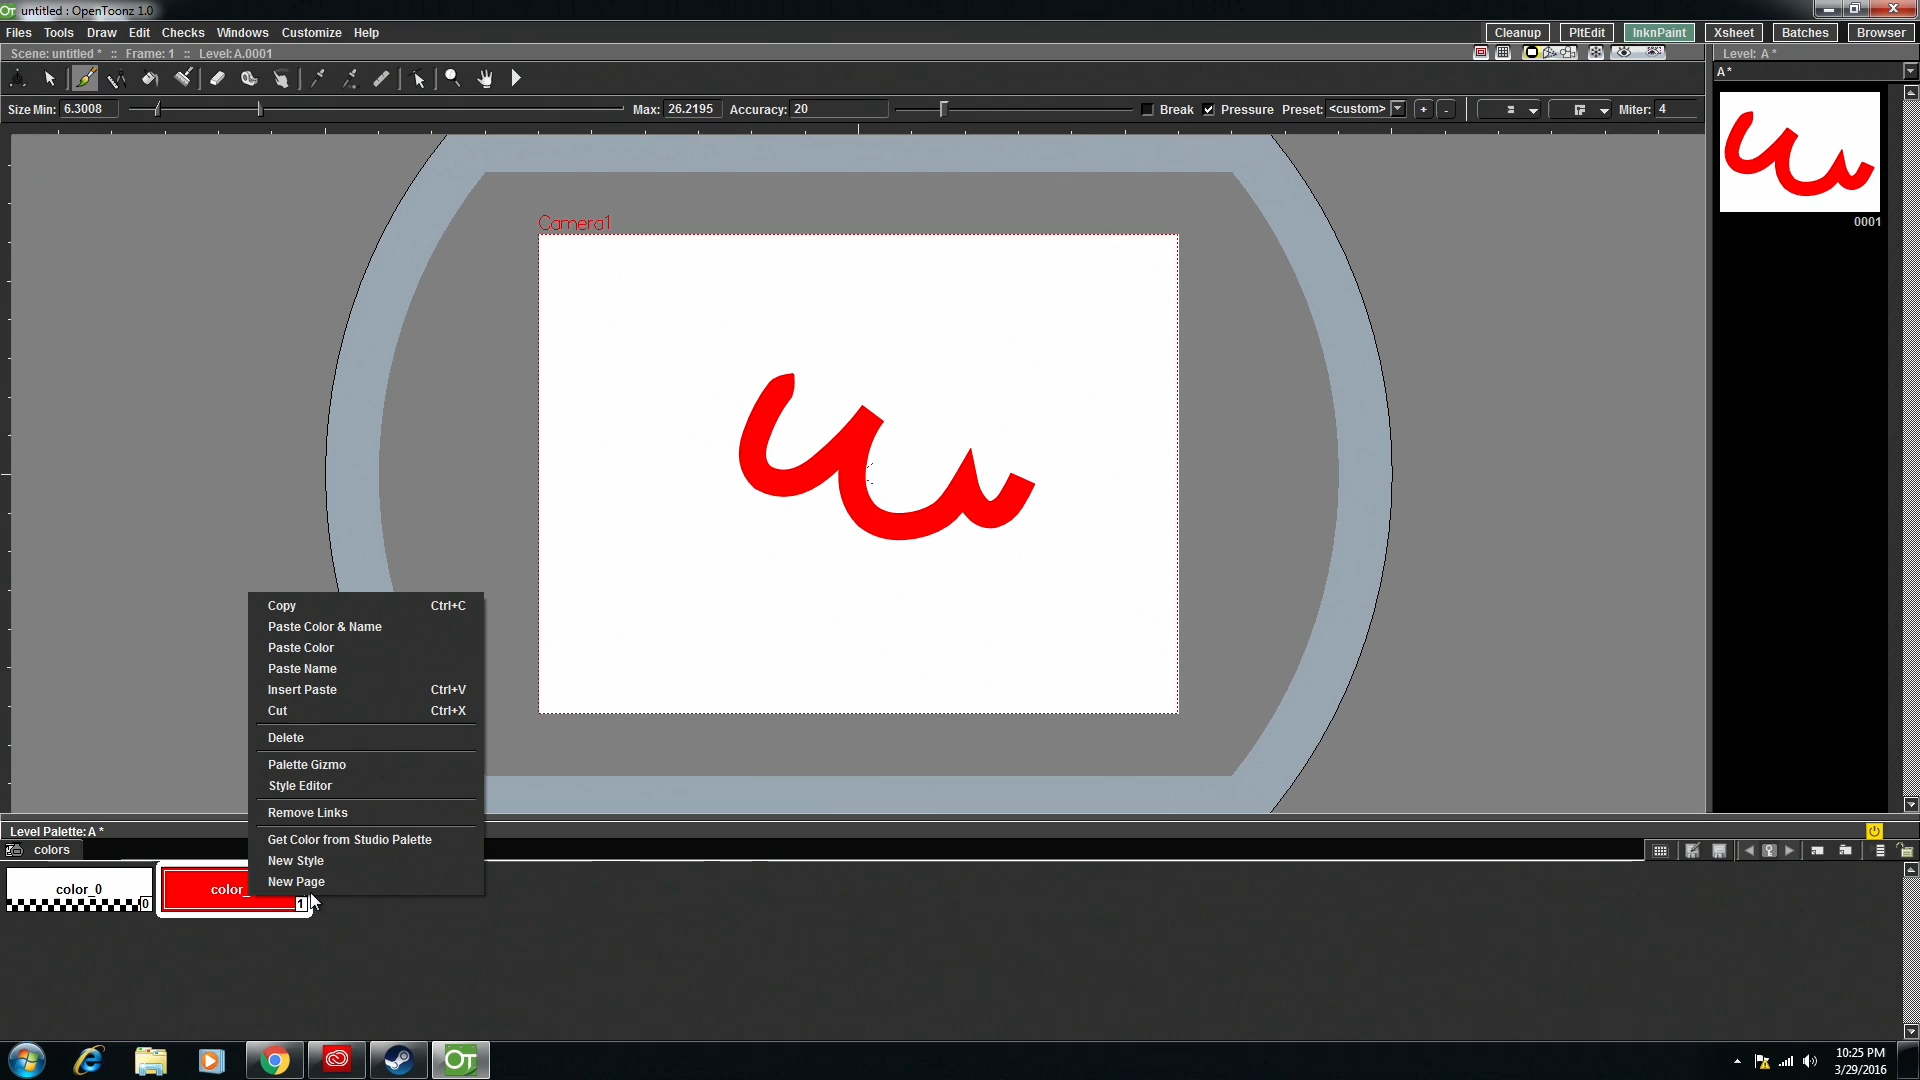 untitled : OpenToonz 1.0
Files Tools Draw Edit Checks Windows Customize Help
Cleanup PltEdit InknPaint Xsheet Batches Browser
Scene: untitled * :: Frame: 1 :: Level: A.0001
Level: A *
A *
Size Min: 6.3008 Max: 26.2195 Accuracy: 20 Break Pressure Preset: <custom> + - Miter: 4
0001
Camera1
Copy Ctrl+C
Paste Color & Name
Paste Color
Paste Name
Insert Paste Ctrl+V
Cut Ctrl+X
Delete
Palette Gizmo
Style Editor
Remove Links
Get Color from Studio Palette
New Style
New Page
Level Palette: A *
colors
color_0 0
color_ 1
10:25 PM
3/29/2016